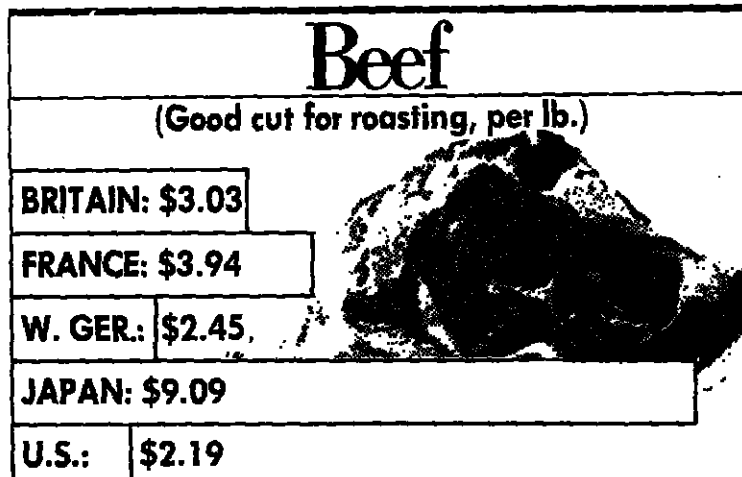 Beef
(Good cut for roasting, per lb.)
BRITAIN: $3.03
FRANCE: $3.94
W. GER.: $2.45
JAPAN: $9.09
U.S.: $2.19